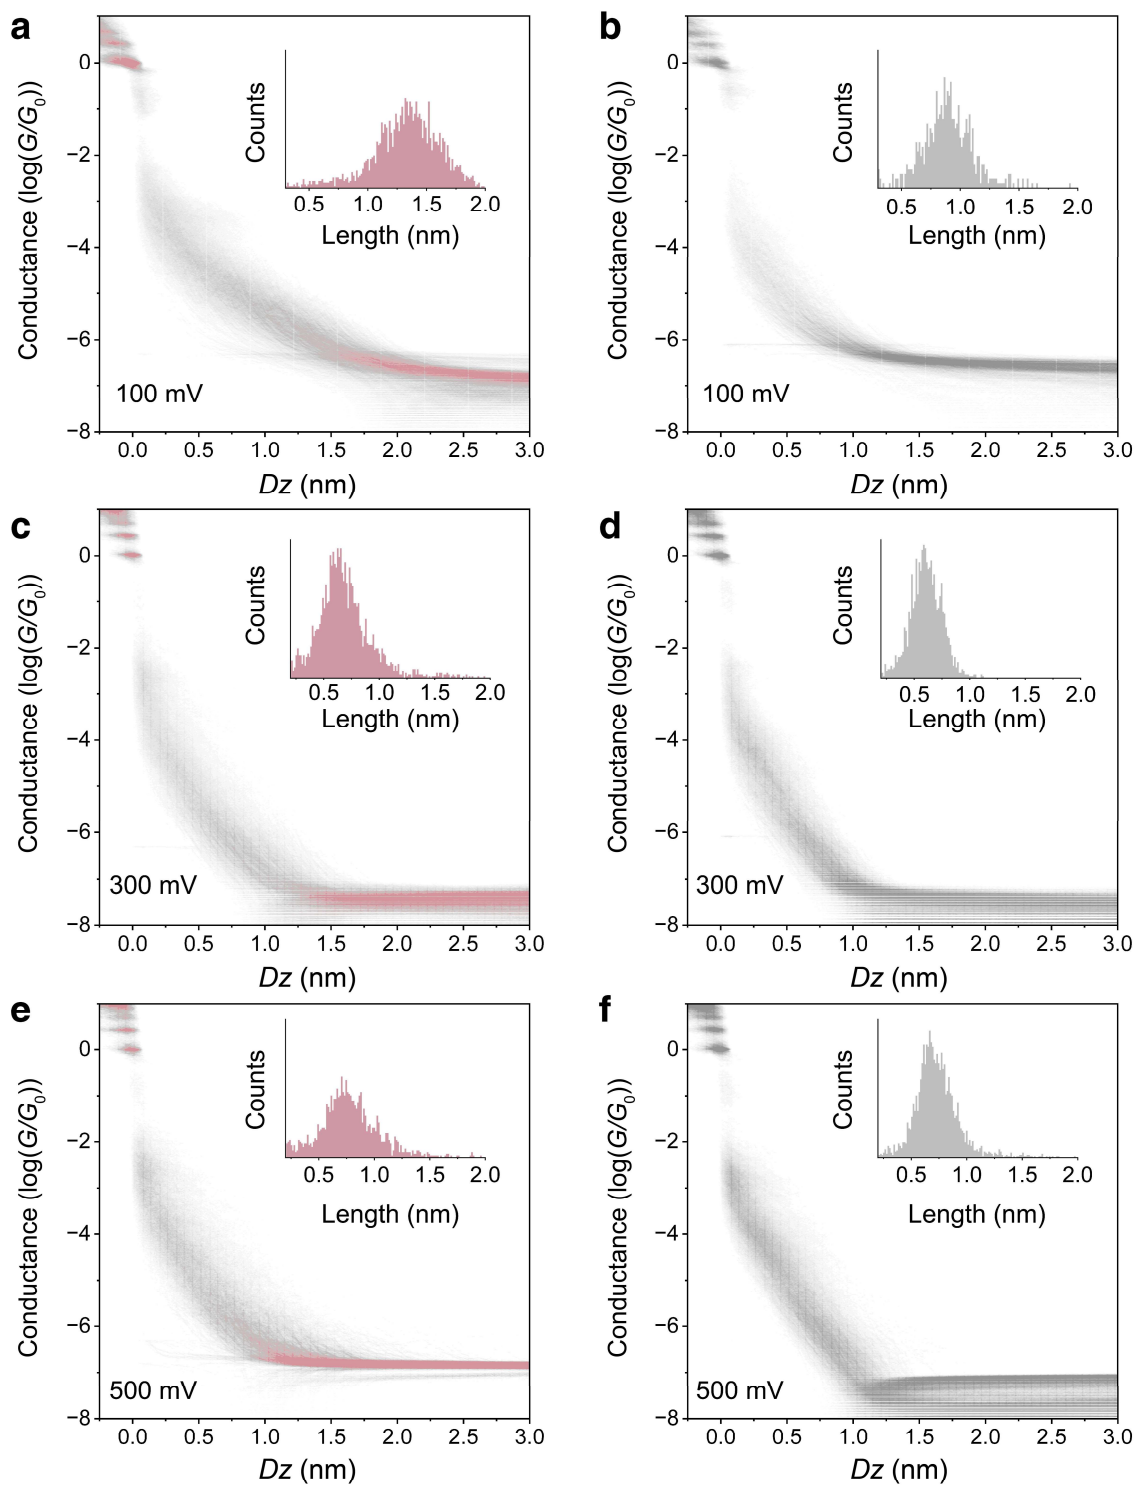 a
Conductance (log(G/G0))
0
−2
−4
−6
−8
100 mV
0.0 0.5 1.0 1.5 2.0 2.5 3.0
Dz (nm)
Counts
0.5 1.0 1.5 2.0
Length (nm)
b
Conductance (log(G/G0))
0
−2
−4
−6
−8
100 mV
0.0 0.5 1.0 1.5 2.0 2.5 3.0
Dz (nm)
Counts
0.5 1.0 1.5 2.0
Length (nm)
c
Conductance (log(G/G0))
0
−2
−4
−6
−8
300 mV
0.0 0.5 1.0 1.5 2.0 2.5 3.0
Dz (nm)
Counts
0.5 1.0 1.5 2.0
Length (nm)
d
Conductance (log(G/G0))
0
−2
−4
−6
−8
300 mV
0.0 0.5 1.0 1.5 2.0 2.5 3.0
Dz (nm)
Counts
0.5 1.0 1.5 2.0
Length (nm)
e
Conductance (log(G/G0))
0
−2
−4
−6
−8
500 mV
0.0 0.5 1.0 1.5 2.0 2.5 3.0
Dz (nm)
Counts
0.5 1.0 1.5 2.0
Length (nm)
f
Conductance (log(G/G0))
0
−2
−4
−6
−8
500 mV
0.0 0.5 1.0 1.5 2.0 2.5 3.0
Dz (nm)
Counts
0.5 1.0 1.5 2.0
Length (nm)